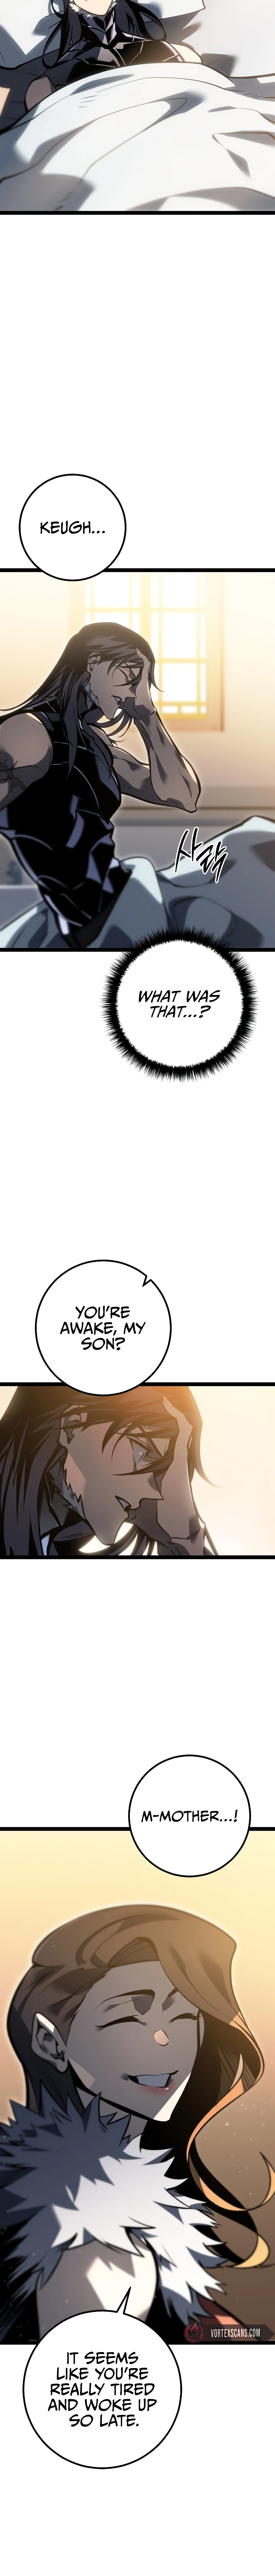 KEUGH...
사락
WHAT WAS
THAT...?
YOU'RE
AWAKE, MY
SON?
M-MOTHER...!
VORTEXSCANS.COM
IT SEEMS
LIKE YOU'RE
REALLY TIRED
AND WOKE UP
SO LATE.